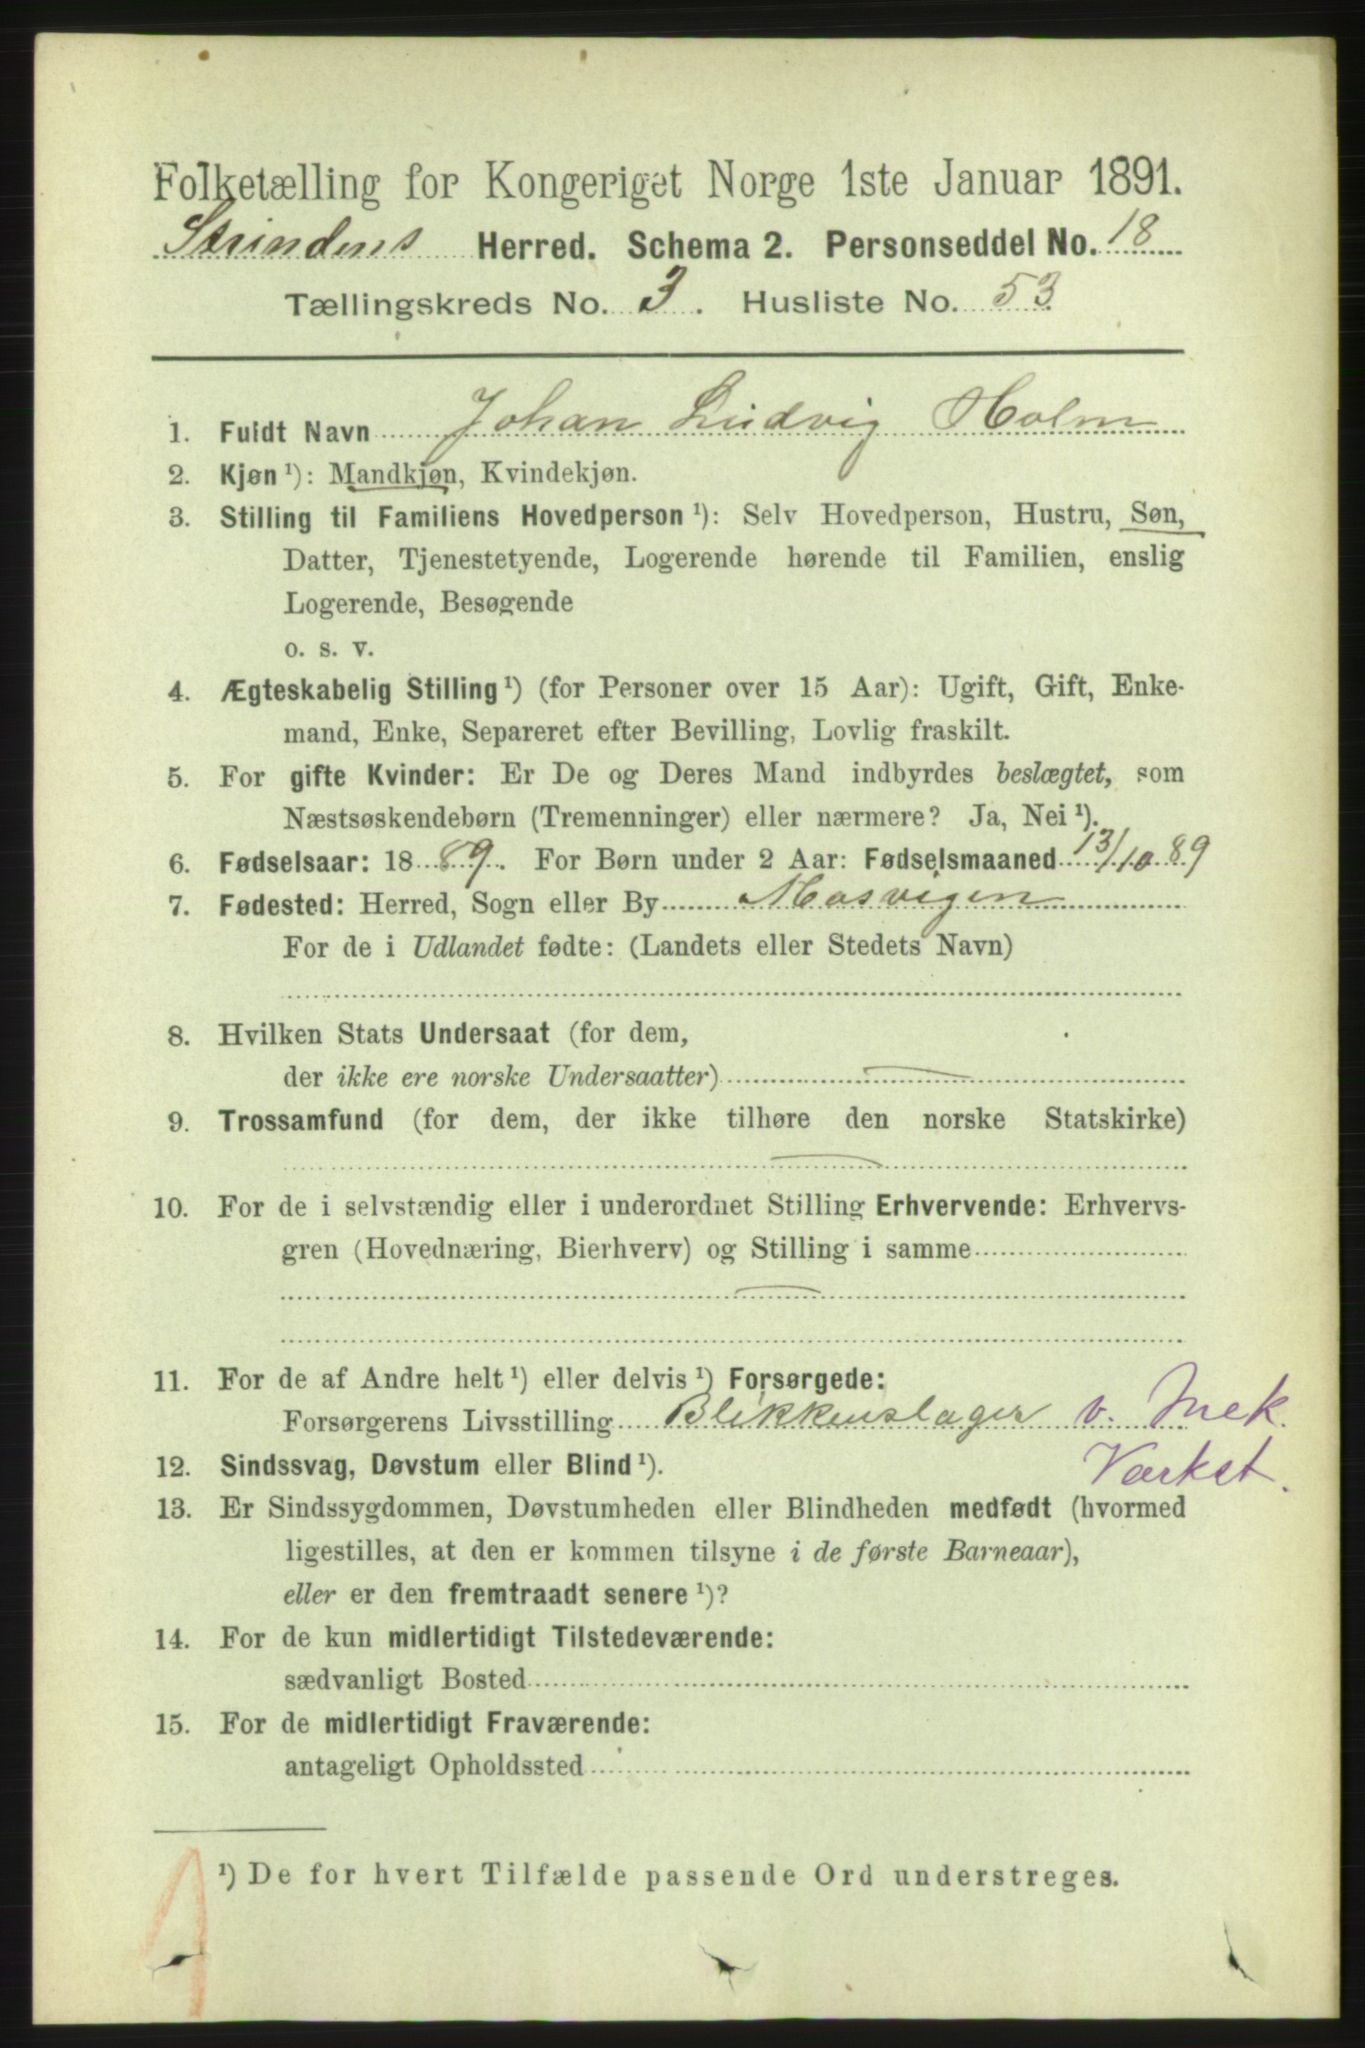 Folketælling for Kongeriget Norge 1ste Januar 1891.
Strindens Herred. Schema 2. Personseddel No. 18
Tællingskreds No. 3. Husliste No. 53
1. Fuldt Navn Johan Ludvig Holm
2. Kjøn ¹): Mandkjøn, Kvindekjøn.
3. Stilling til Familiens Hovedperson ¹): Selv Hovedperson, Hustru, Søn,
Datter, Tjenestetyende, Logerende hørende til Familien, enslig
Logerende, Besøgende
o. s. v.
4. Ægteskabelig Stilling ¹) (for Personer over 15 Aar): Ugift, Gift, Enke-
mand, Enke, Separeret efter Bevilling, Lovlig fraskilt.
5. For gifte Kvinder: Er De og Deres Mand indbyrdes beslægtet, som
Næstsøskendebørn (Tremenninger) eller nærmere? Ja, Nei ¹).
6. Fødselsaar: 1889. For Børn under 2 Aar: Fødselsmaaned 13/10 89
7. Fødested: Herred, Sogn eller By Mosvigen
For de i Udlandet fødte: (Landets eller Stedets Navn)
8. Hvilken Stats Undersaat (for dem,
der ikke ere norske Undersaatter)
9. Trossamfund (for dem, der ikke tilhøre den norske Statskirke)
10. For de i selvstændig eller i underordnet Stilling Erhvervende: Erhvervs-
gren (Hovednæring, Bierhverv) og Stilling i samme
11. For de af Andre helt ¹) eller delvis ¹) Forsørgede:
Forsørgerens Livsstilling Blikkenslager v. Mek.
Værkst.
12. Sindssvag, Døvstum eller Blind ¹).
13. Er Sindssygdommen, Døvstumheden eller Blindheden medfødt (hvormed
ligestilles, at den er kommen tilsyne i de første Barneaar),
eller er den fremtraadt senere ¹)?
14. For de kun midlertidigt Tilstedeværende:
sædvanligt Bosted
15. For de midlertidigt Fraværende:
antageligt Opholdssted
¹) De for hvert Tilfælde passende Ord understreges.
1